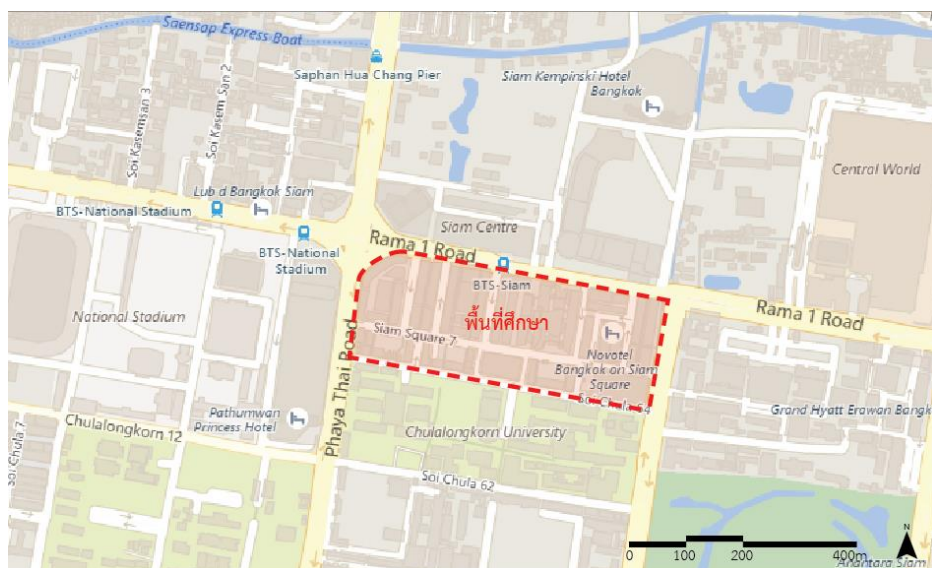 Saensap Express Boat
Saphan Hua Chang Pier
Siam Kempinski Hotel
Bangkok
Soi Kasemsan 3
Soi Kasem San 2
Central World
Lub d Bangkok Siam
BTS-National Stadium
BTS-National
Stadium
Siam Centre
Rama 1 Road
BTS-Siam
พื้นที่ศึกษา
Rama 1 Road
National Stadium
Siam Square 7
Phaya Thai Road
Novotel
Bangkok on Siam
Square
Soi Chula 64
Pathumwan
Princess Hotel
Grand Hyatt Erawan Bangk
Chulalongkorn 12
Chulalongkorn University
Soi Chula 7
Soi Chula 62
N
0 100 200 400m
Anantara Siam